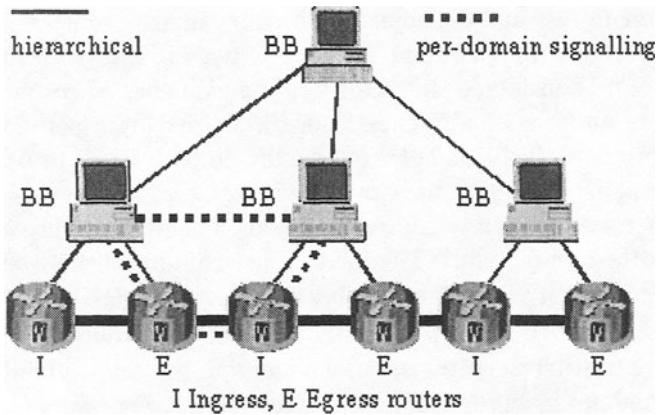 hierarchical
BB
per-domain signalling
BB
BB
BB
I
E
I
E
I
E
I Ingress, E Egress routers